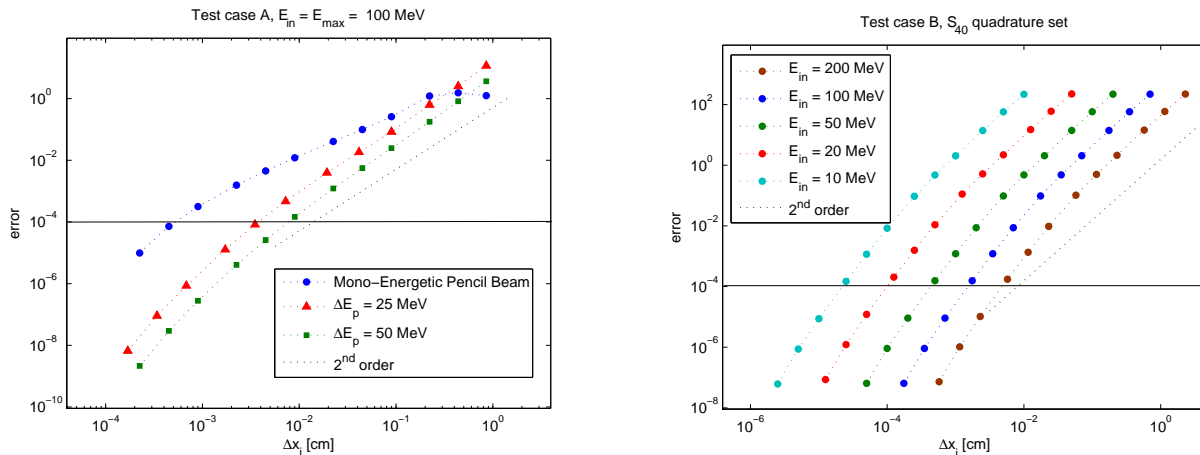 Test case A, E_in = E_max = 100 MeV
error
10^0
10^−2
10^−4
10^−6
10^−8
10^−10
Mono−Energetic Pencil Beam
ΔE_p = 25 MeV
ΔE_p = 50 MeV
2^nd order
10^−4
10^−3
10^−2
10^−1
10^0
Δx_i [cm]
Test case B, S_40 quadrature set
error
10^2
10^0
10^−2
10^−4
10^−6
10^−8
E_in = 200 MeV
E_in = 100 MeV
E_in = 50 MeV
E_in = 20 MeV
E_in = 10 MeV
2^nd order
10^−6
10^−4
10^−2
10^0
Δx_i [cm]